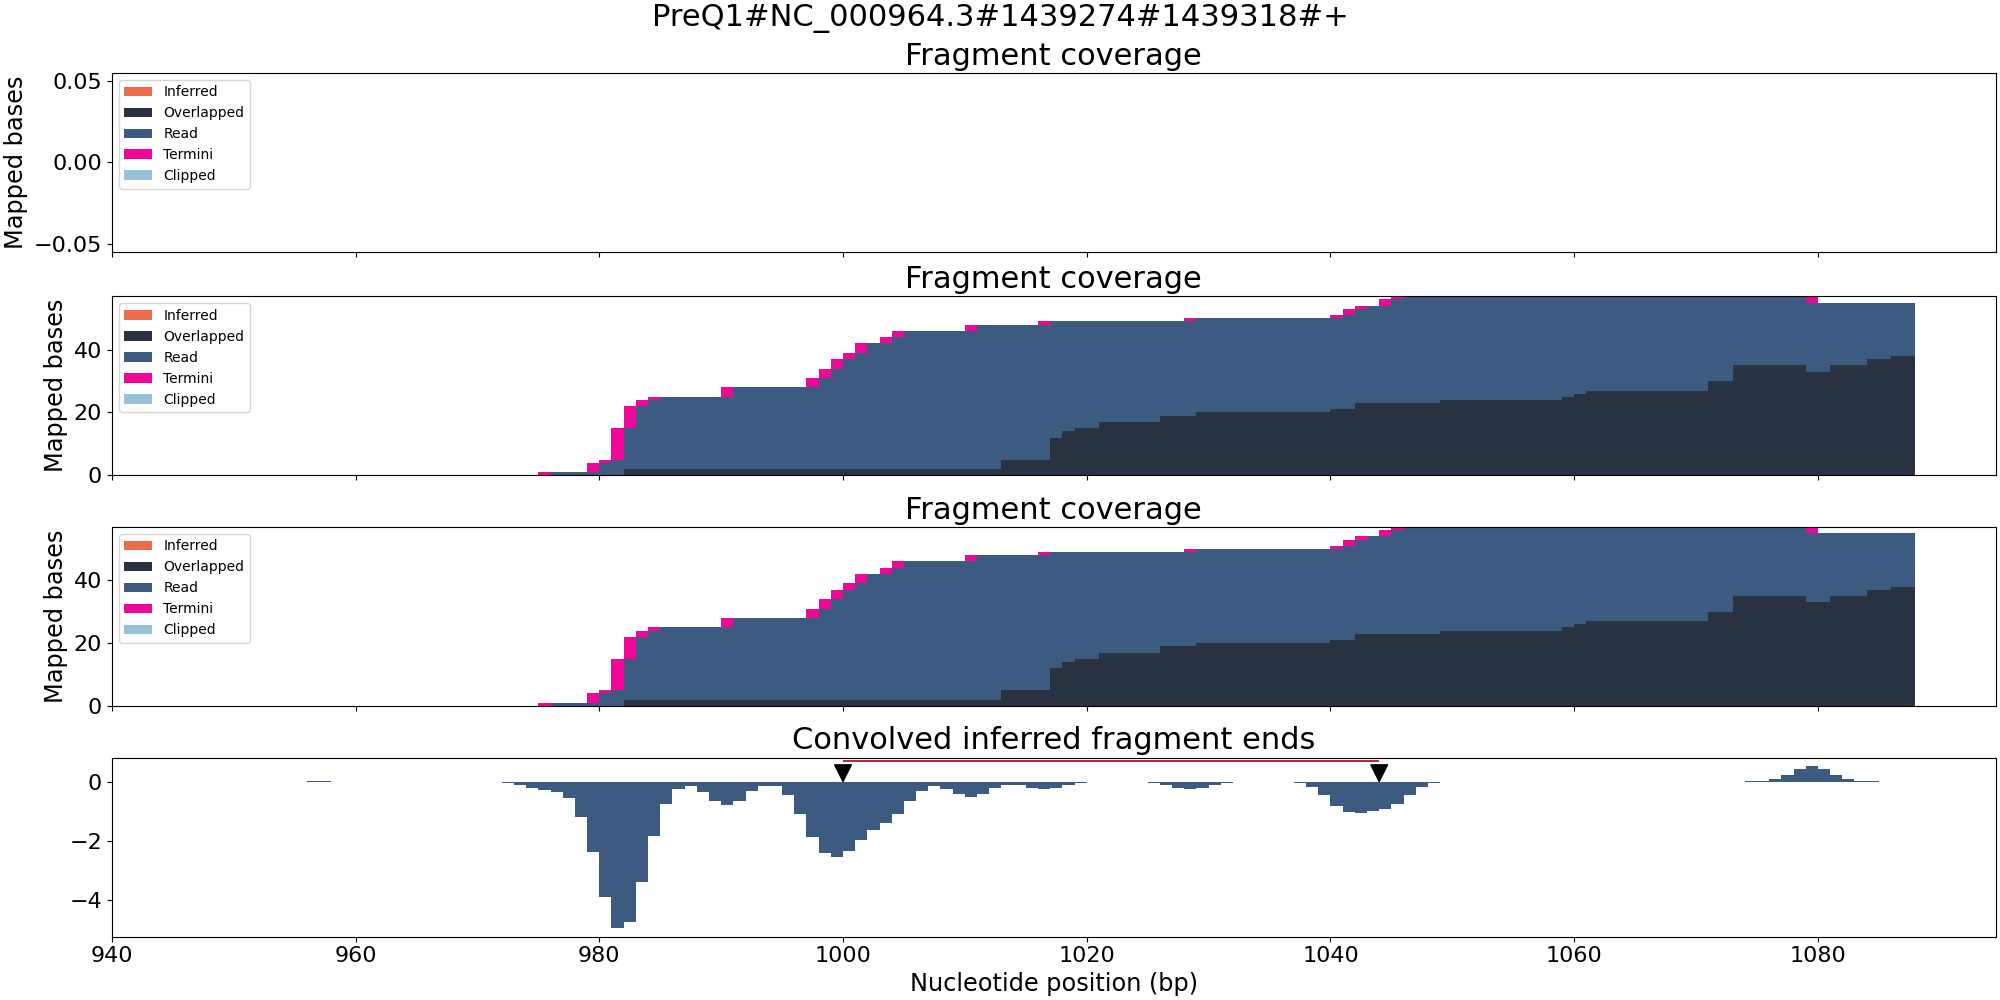 PreQ1#NC_000964.3#1439274#1439318#+
Fragment coverage
Mapped bases
0.05
0.00
−0.05
Inferred
Overlapped
Read
Termini
Clipped
Fragment coverage
Mapped bases
40
20
0
Inferred
Overlapped
Read
Termini
Clipped
Fragment coverage
Mapped bases
40
20
0
Inferred
Overlapped
Read
Termini
Clipped
Convolved inferred fragment ends
0
−2
−4
940 960 980 1000 1020 1040 1060 1080
Nucleotide position (bp)